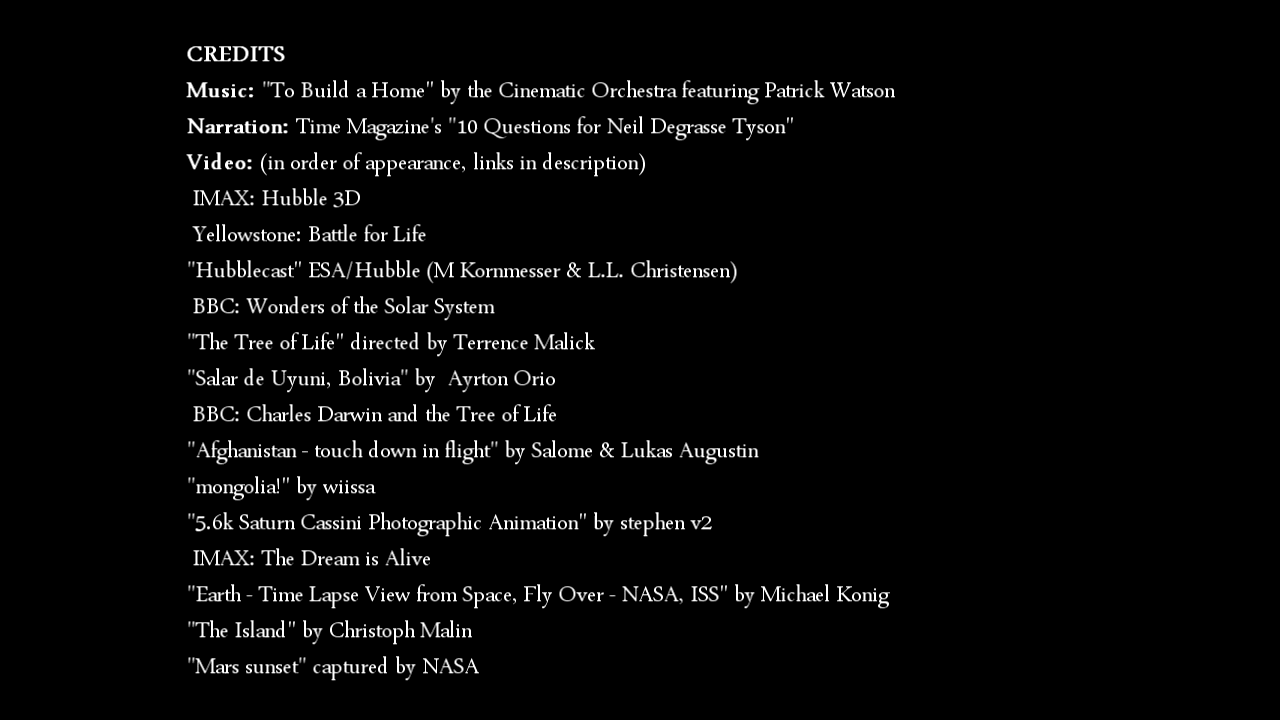 CREDITS
Music: "To Build a Home" by the Cinematic Orchestra featuring Patrick Watson
Narration: Time Magazine's "10 Questions for Neil Degrasse Tyson"
Video: (in order of appearance, links in description)
IMAX: Hubble 3D
Yellowstone: Battle for Life
"Hubblecast" ESA/Hubble (M Kornmesser & L.L. Christensen)
BBC: Wonders of the Solar System
"The Tree of Life" directed by Terrence Malick
"Salar de Uyuni, Bolivia" by  Ayrton Orio
BBC: Charles Darwin and the Tree of Life
"Afghanistan - touch down in flight" by Salome & Lukas Augustin
"mongolia!" by wiissa
"5.6k Saturn Cassini Photographic Animation" by stephen v2
IMAX: The Dream is Alive
"Earth - Time Lapse View from Space, Fly Over - NASA, ISS" by Michael Konig
"The Island" by Christoph Malin
"Mars sunset" captured by NASA